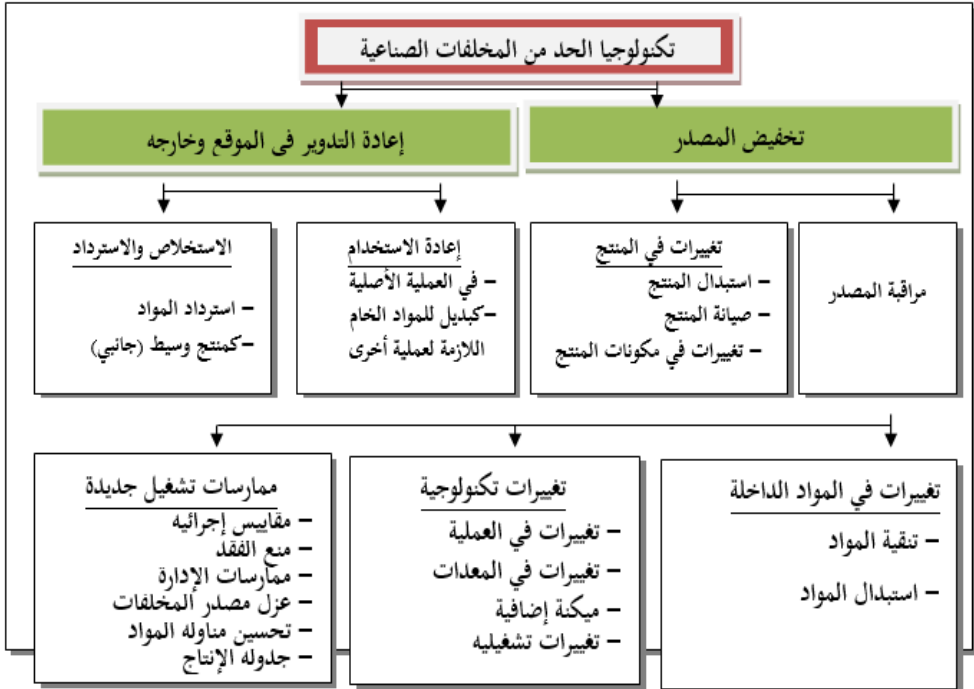 تكنولوجيا الحد من المخلفات الصناعية
تخفيض المصدر
إعادة التدوير فى الموقع وخارجه
مراقبة المصدر
تغييرات في المنتج
– استبدال المنتج
– صيانة المنتج
– تغييرات في مكونات المنتج
إعادة الاستخدام
– في العملية الأصلية
–كبديل للمواد الخام
اللازمة لعملية أخرى
الاستخلاص والاسترداد
– استرداد المواد
–كمنتج وسيط (جانبي)
تغييرات في المواد الداخلة
– تنقية المواد
– استبدال المواد
تغييرات تكنولوجية
– تغييرات في العملية
– تغييرات في المعدات
– ميكنة إضافية
– تغييرات تشغيليه
ممارسات تشغيل جديدة
– مقاييس إجرائيه
– منع الفقد
– ممارسات الإدارة
– عزل مصدر المخلفات
– تحسين مناوله المواد
– جدوله الإنتاج